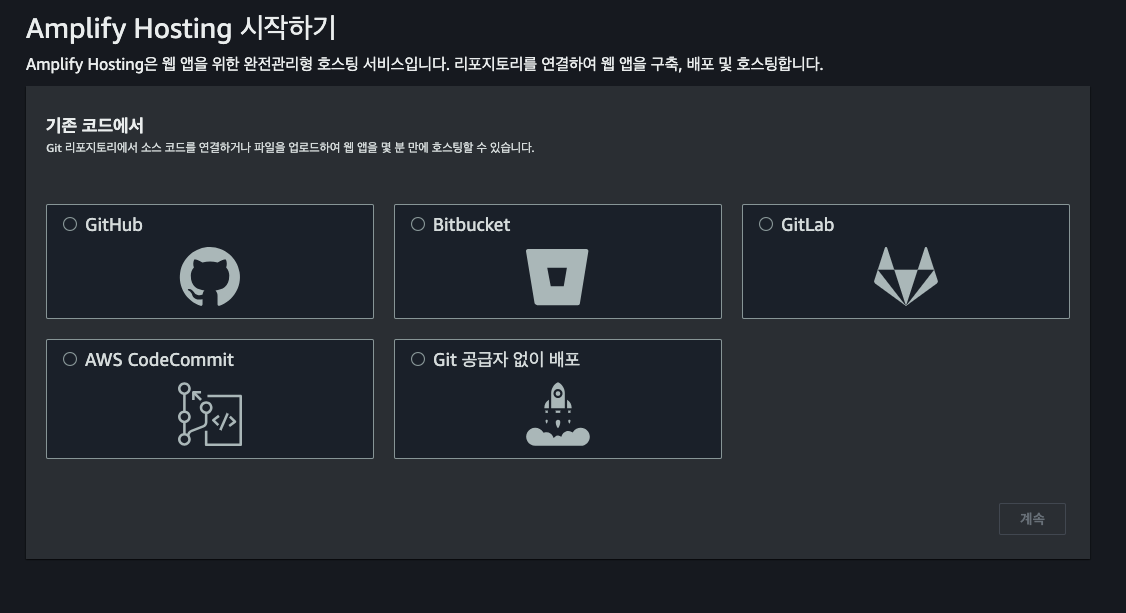 Amplify Hosting 시작하기
Amplify Hosting은 웹 앱을 위한 완전관리형 호스팅 서비스입니다. 리포지토리를 연결하여 웹 앱을 구축, 배포 및 호스팅합니다.
기존 코드에서
Git 리포지토리에서 소스 코드를 연결하거나 파일을 업로드하여 웹 앱을 몇 분 만에 호스팅할 수 있습니다.
GitHub
Bitbucket
GitLab
AWS CodeCommit
Git 공급자 없이 배포
</>
계속